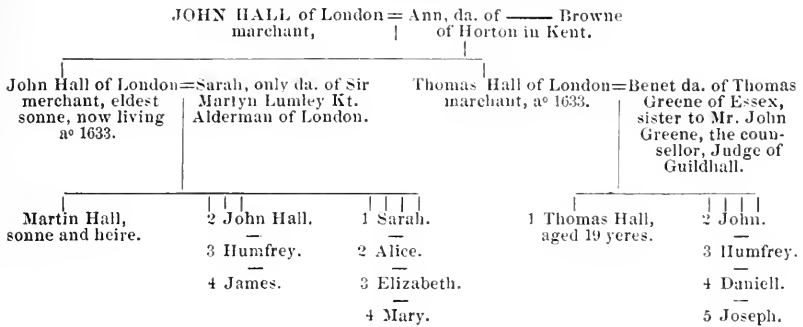 JOHN HALL of London = Ann, da. of —— Browne
merchant, of Horton in Kent.
John Hall of London=Sarah, only da. of Sir
merchant, eldest Martyn Lumley Kt.
sonne, now living Alderman of London.
aº 1633.
Thomas Hall of London=Benet da. of Thomas
marchant, aº 1633. Greene of Essex,
sister to Mr. John
Greene, the coun-
sellor, Judge of
Guildhall.
Martin Hall,
sonne and heire.
2 John Hall.
3 Humfrey.
4 James.
1 Sarah.
2 Alice.
3 Elizabeth.
4 Mary.
1 Thomas Hall,
aged 19 yeres.
2 John.
3 Humfrey.
4 Daniell.
5 Joseph.